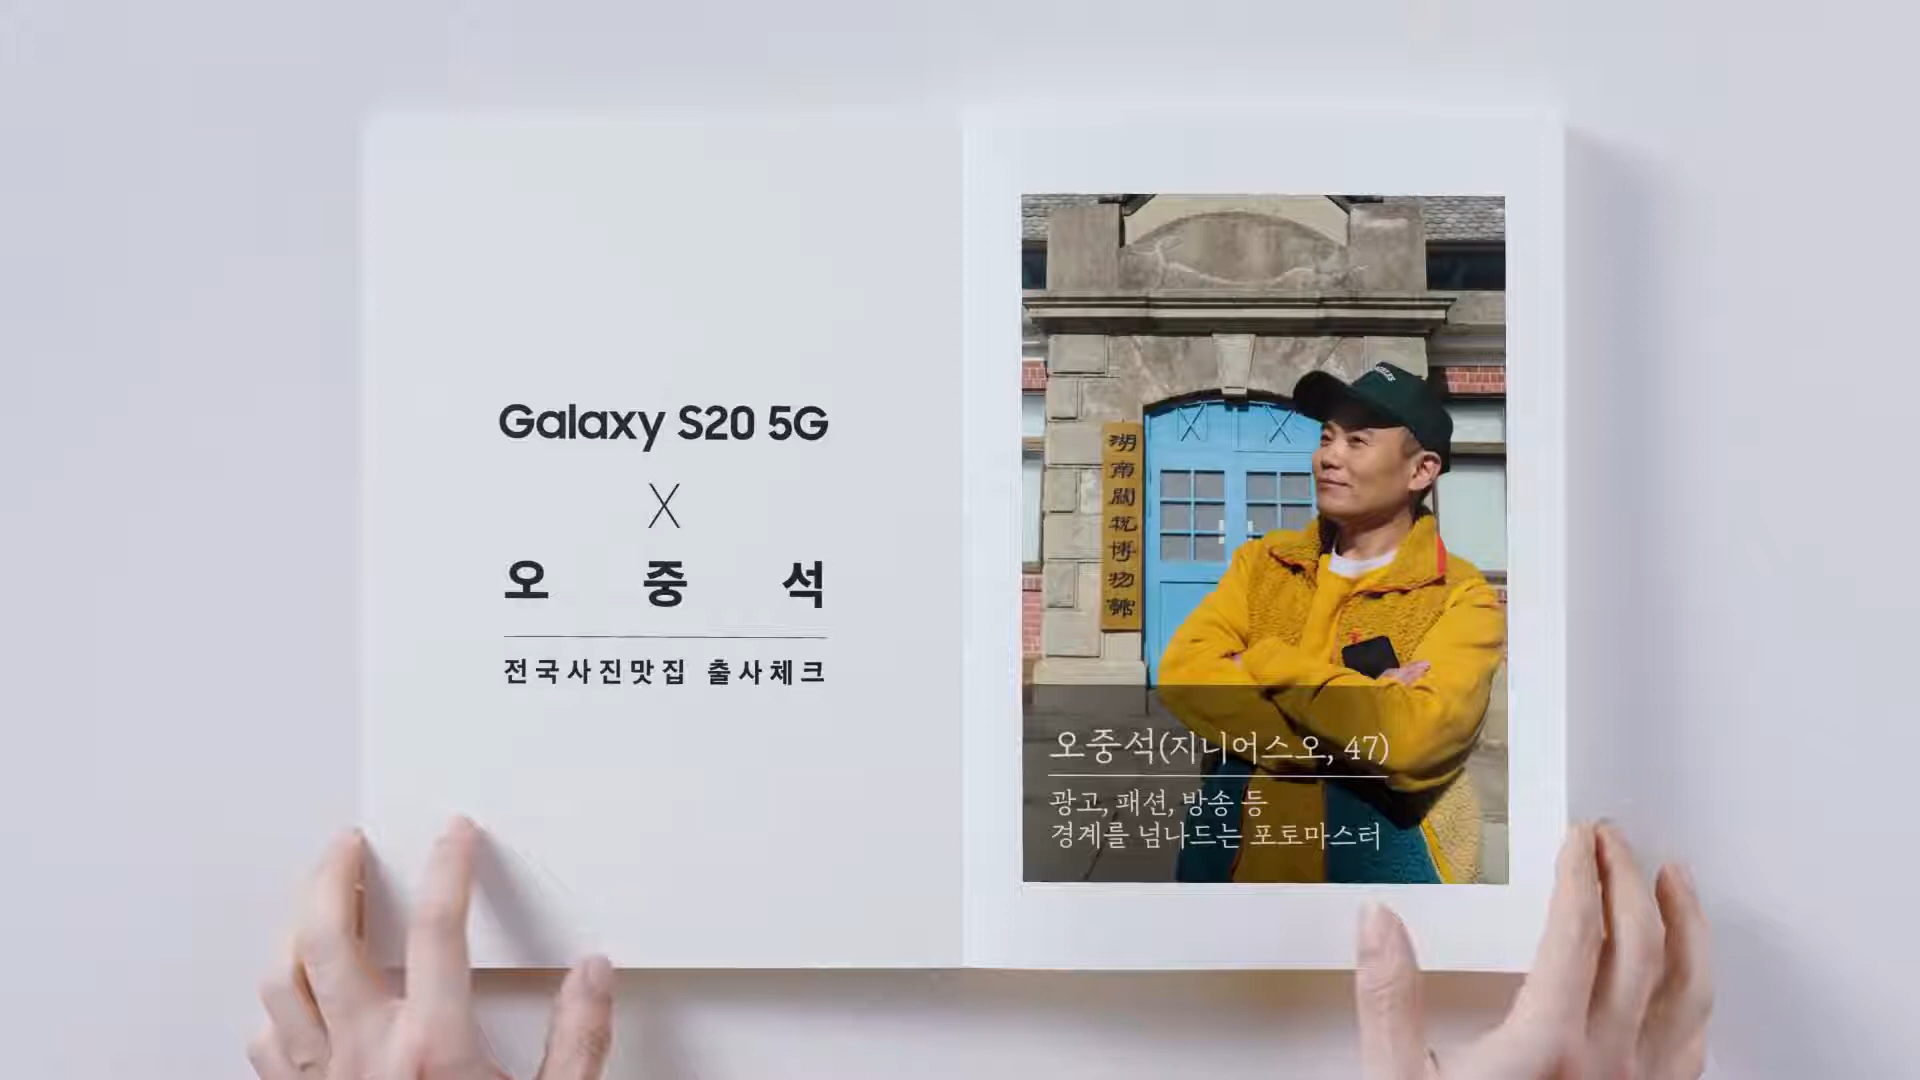 Galaxy S20 5G
X
오중석
전국사진맛집 출사체크
湖南關稅博物館
오중석(지니어스오, 47)
광고, 패션, 방송 등
경계를 넘나드는 포토마스터